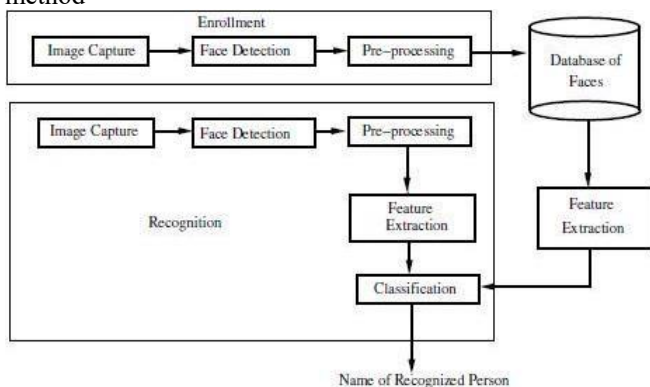 method
Enrollment
Image Capture
Face Detection
Pre-processing
Database of
Faces
Image Capture
Face Detection
Pre-processing
Recognition
Feature
Extraction
Feature
Extraction
Classification
Name of Recognized Person